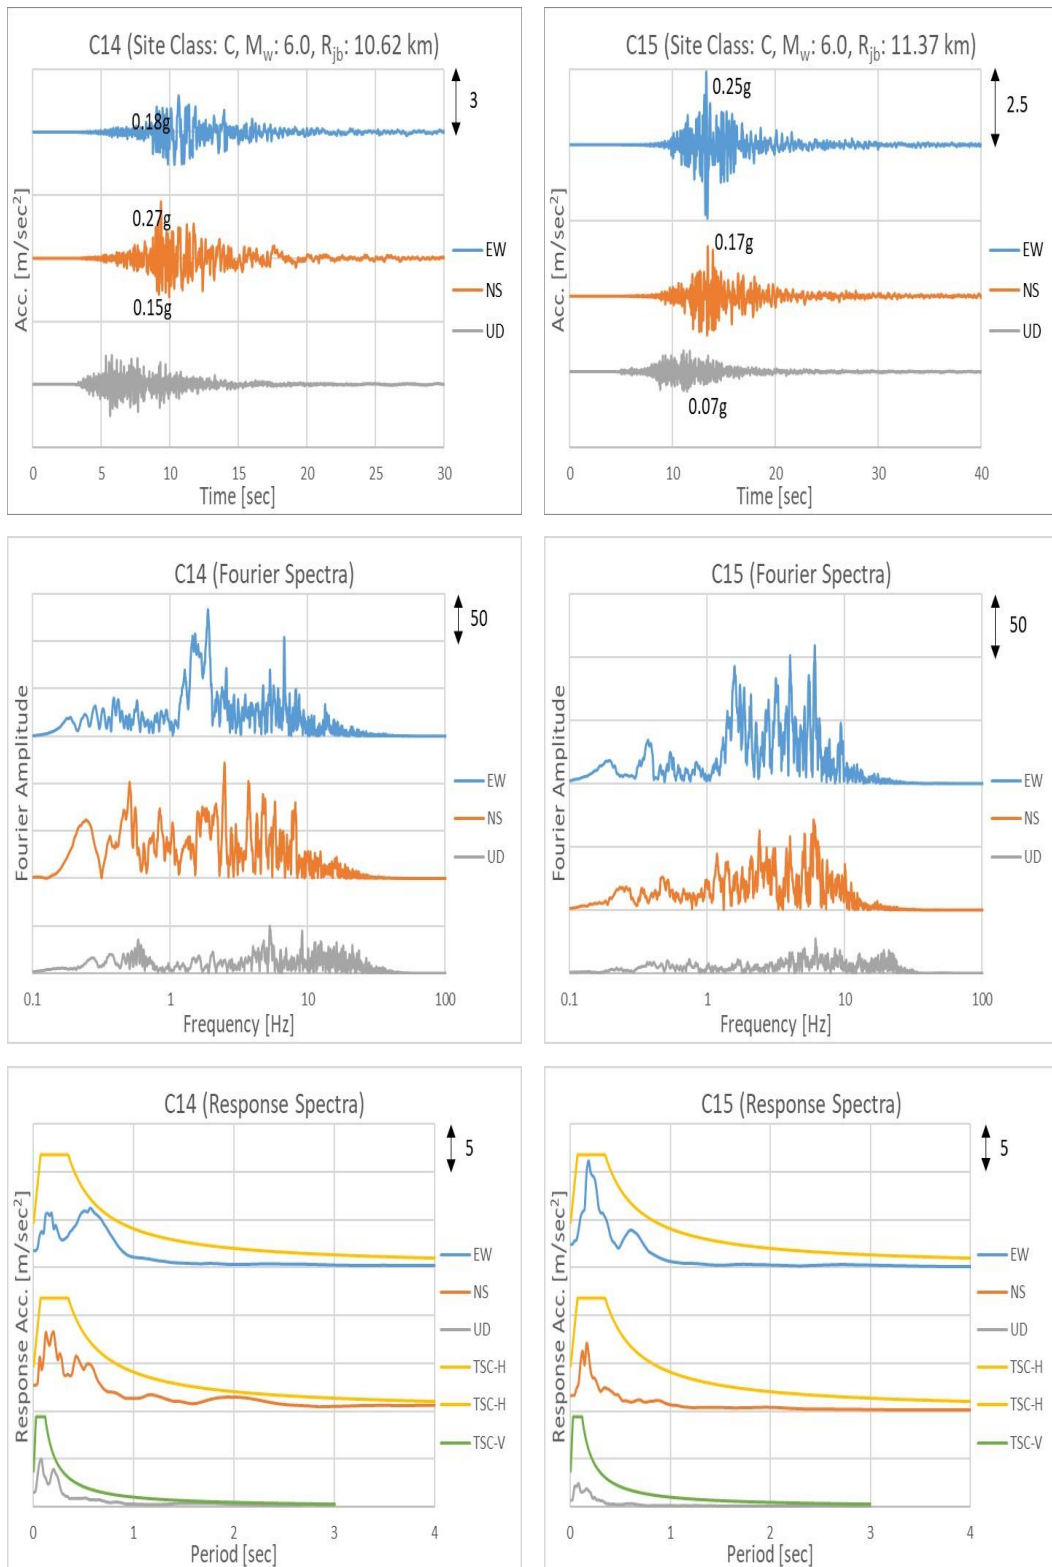 C14 (Site Class: C, Mw: 6.0, Rjb: 10.62 km)
3
0.18g
0.27g
0.15g
Acc. [m/sec²]
EW
NS
UD
0 5 10 15 20 25 30
Time [sec]
C15 (Site Class: C, Mw: 6.0, Rjb: 11.37 km)
2.5
0.25g
0.17g
0.07g
Acc. [m/sec²]
EW
NS
UD
0 10 20 30 40
Time [sec]
C14 (Fourier Spectra)
50
Fourier Amplitude
EW
NS
UD
0.1 1 10 100
Frequency [Hz]
C15 (Fourier Spectra)
50
Fourier Amplitude
EW
NS
UD
0.1 1 10 100
Frequency [Hz]
C14 (Response Spectra)
5
Response Acc. [m/sec²]
EW
NS
UD
TSC-H
TSC-H
TSC-V
0 1 2 3 4
Period [sec]
C15 (Response Spectra)
5
Response Acc. [m/sec²]
EW
NS
UD
TSC-H
TSC-H
TSC-V
0 1 2 3 4
Period [sec]